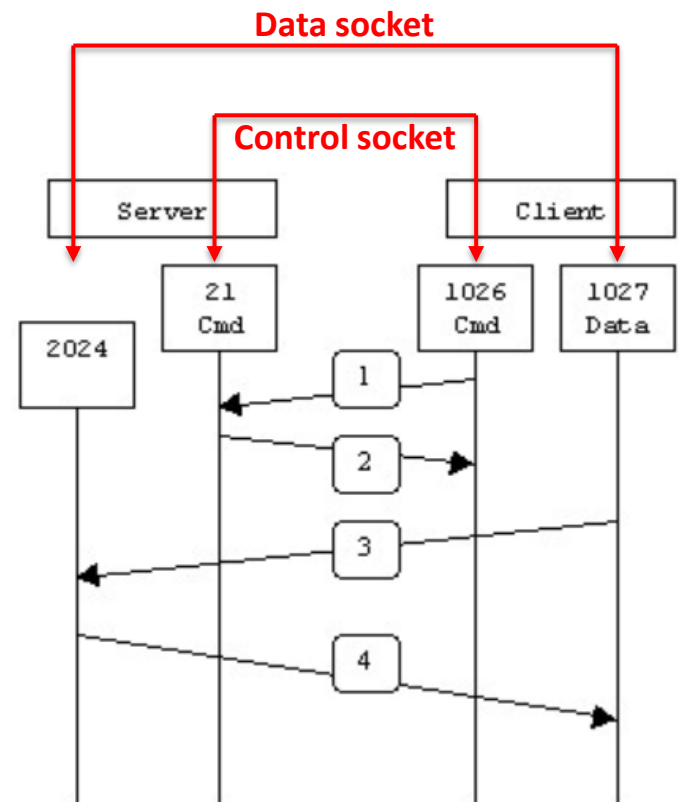 Data socket
Control socket
Server
Client
21
Cmd
1026
Cmd
1027
Data
2024
1
2
3
4